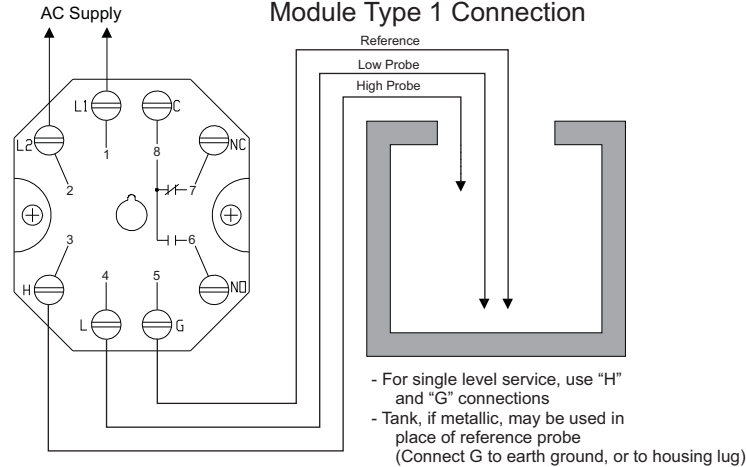 AC Supply
Module Type 1 Connection
Reference
Low Probe
High Probe
L1
C
L2
NC
1
8
2
7
3
6
4
5
H
NO
L
G
- For single level service, use “H”
and “G” connections
- Tank, if metallic, may be used in
place of reference probe
(Connect G to earth ground, or to housing lug)